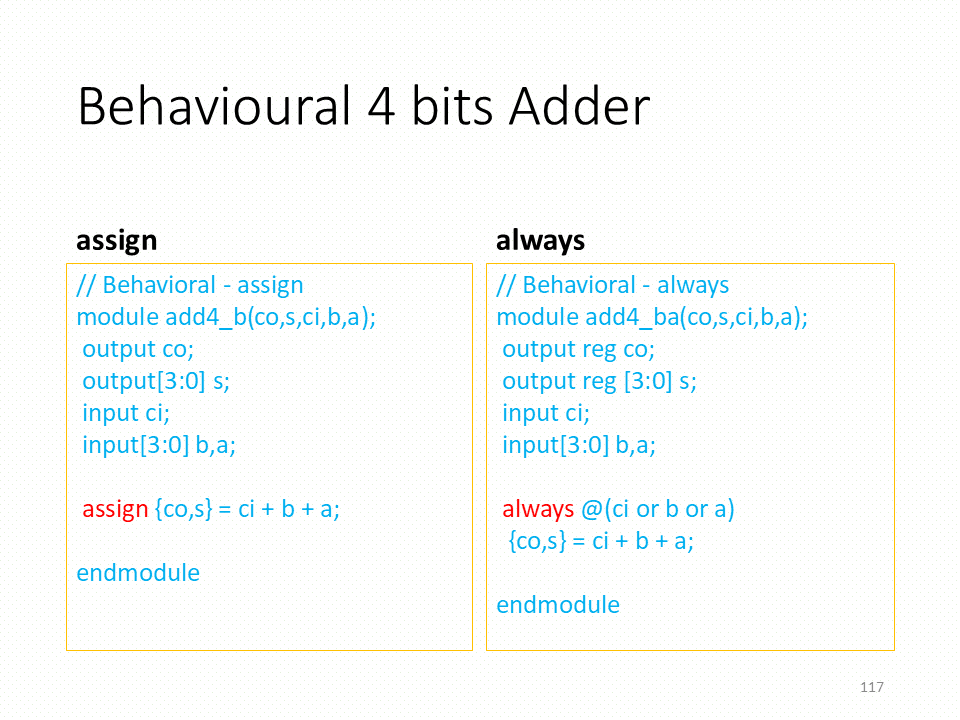 Behavioural 4 bits Adder
assign
// Behavioral - assign
module add4_b(co,s,ci,b,a);
output co;
output[3:0] s;
input ci;
input[3:0] b,a;
assign {co,s} = ci + b + a;
endmodule
always
// Behavioral - always
module add4_ba(co,s,ci,b,a);
output reg co;
output reg [3:0] s;
input ci;
input[3:0] b,a;
always @(ci or b or a)
{co,s} = ci + b + a;
endmodule
117